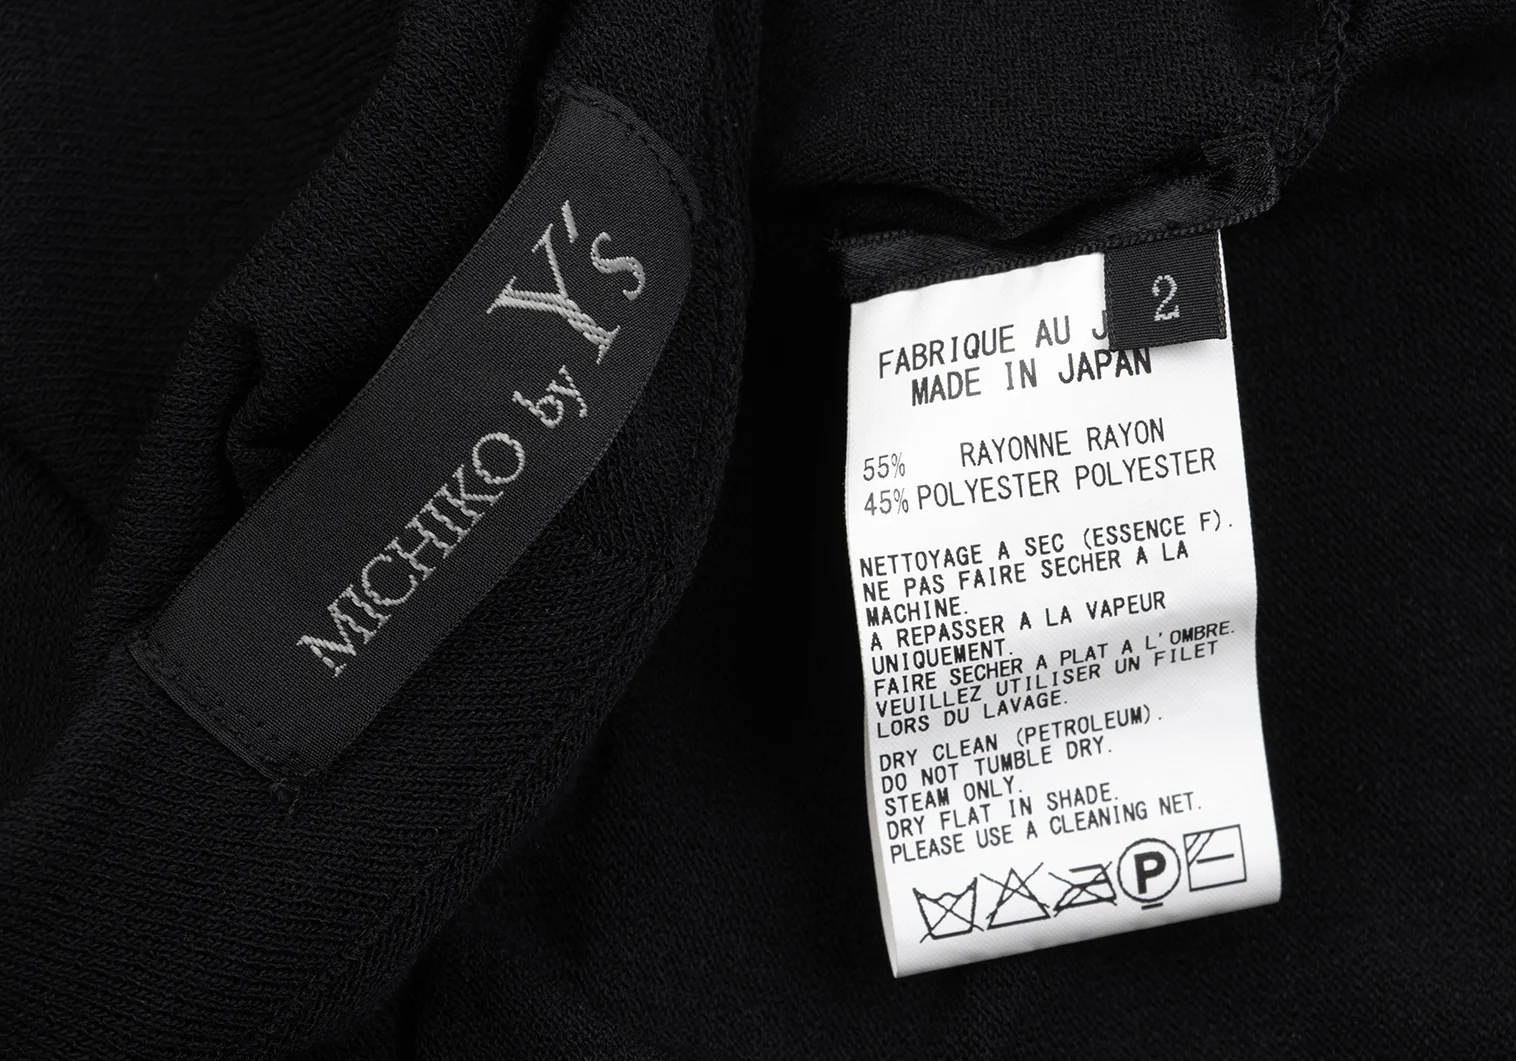 MICHIKO by Y's
2
FABRIQUE AU
MADE IN JAPAN
55% RAYONNE RAYON
45% POLYESTER POLYESTER
NETTOYAGE A SEC (ESSENCE F).
NE PAS FAIRE SECHER A LA
MACHINE.
A REPASSER A LA VAPEUR
UNIQUEMENT.
FAIRE SECHER A PLAT A L'OMBRE.
VEUILLEZ UTILISER UN FILET
LORS DU LAVAGE.
DRY CLEAN (PETROLEUM).
DO NOT TUMBLE DRY.
STEAM ONLY.
DRY FLAT IN SHADE.
PLEASE USE A CLEANING NET.
P